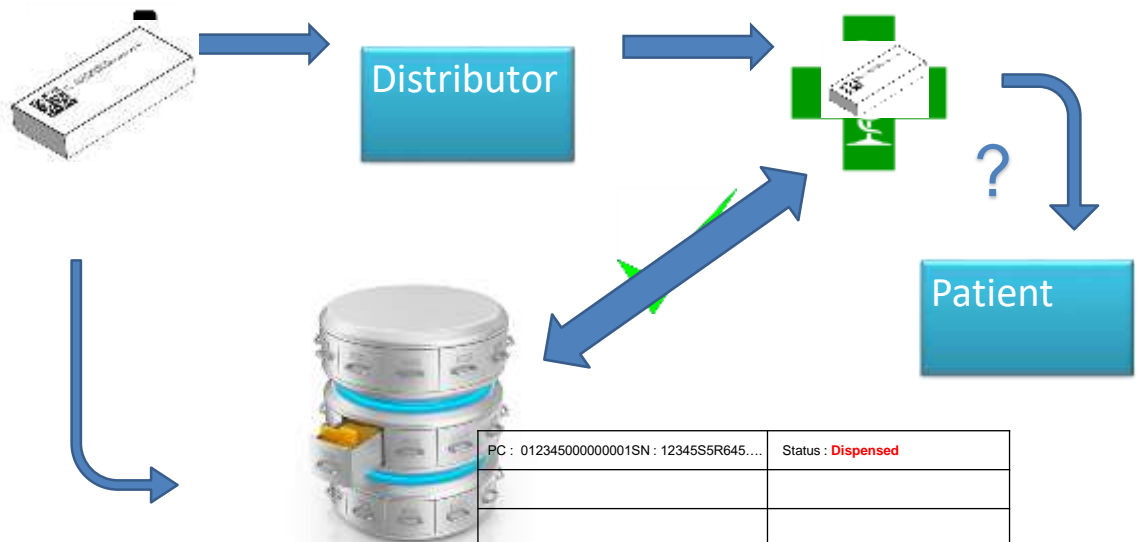 Distributor
?
Patient
PC : 012345000000001SN : 12345S5R645.... Status : Dispensed